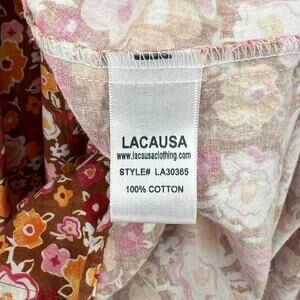 LACAUSA
www.lacausaclothing.com
STYLE# LA30365
100% COTTON